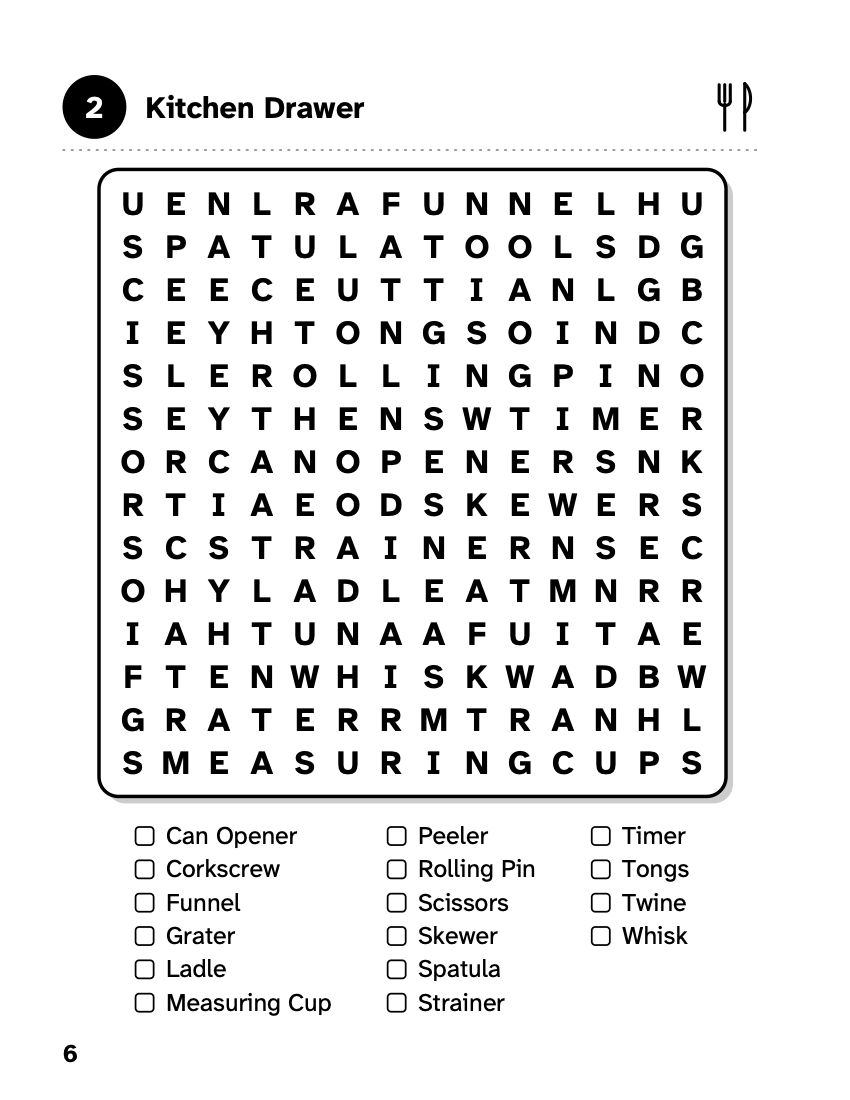 2 Kitchen Drawer
U E N L R A F U N N E L H U
S P A T U L A T O O L S D G
C E E C E U T T I A N L G B
I E Y H T O N G S O I N D C
S L E R O L L I N G P I N O
S E Y T H E N S W T I M E R
O R C A N O P E N E R S N K
R T I A E O D S K E W E R S
S C S T R A I N E R N S E C
O H Y L A D L E A T M N R R
I A H T U N A A F U I T A E
F T E N W H I S K W A D B W
G R A T E R R M T R A N H L
S M E A S U R I N G C U P S
Can Opener
Corkscrew
Funnel
Grater
Ladle
Measuring Cup
Peeler
Rolling Pin
Scissors
Skewer
Spatula
Strainer
Timer
Tongs
Twine
Whisk
6